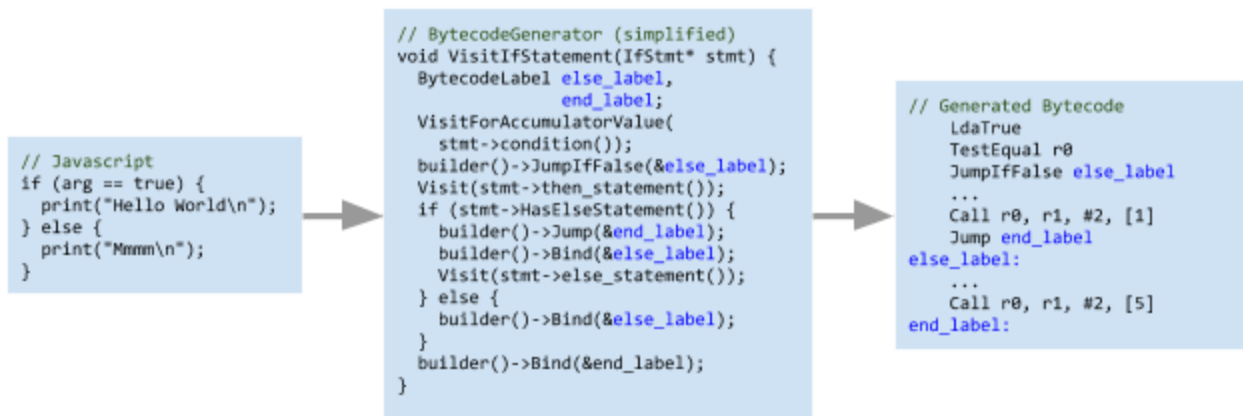 // Javascript
if (arg == true) {
  print("Hello World\n");
} else {
  print("Mmmm\n");
}
// BytecodeGenerator (simplified)
void VisitIfStatement(IfStmt* stmt) {
  BytecodeLabel else_label,
                end_label;
  VisitForAccumulatorValue(
    stmt->condition());
  builder()->JumpIfFalse(&else_label);
  Visit(stmt->then_statement());
  if (stmt->HasElseStatement()) {
    builder()->Jump(&end_label);
    builder()->Bind(&else_label);
    Visit(stmt->else_statement());
  } else {
    builder()->Bind(&else_label);
  }
  builder()->Bind(&end_label);
}
// Generated Bytecode
    LdaTrue
    TestEqual r0
    JumpIfFalse else_label
    ...
    Call r0, r1, #2, [1]
    Jump end_label
else_label:
    ...
    Call r0, r1, #2, [5]
end_label: